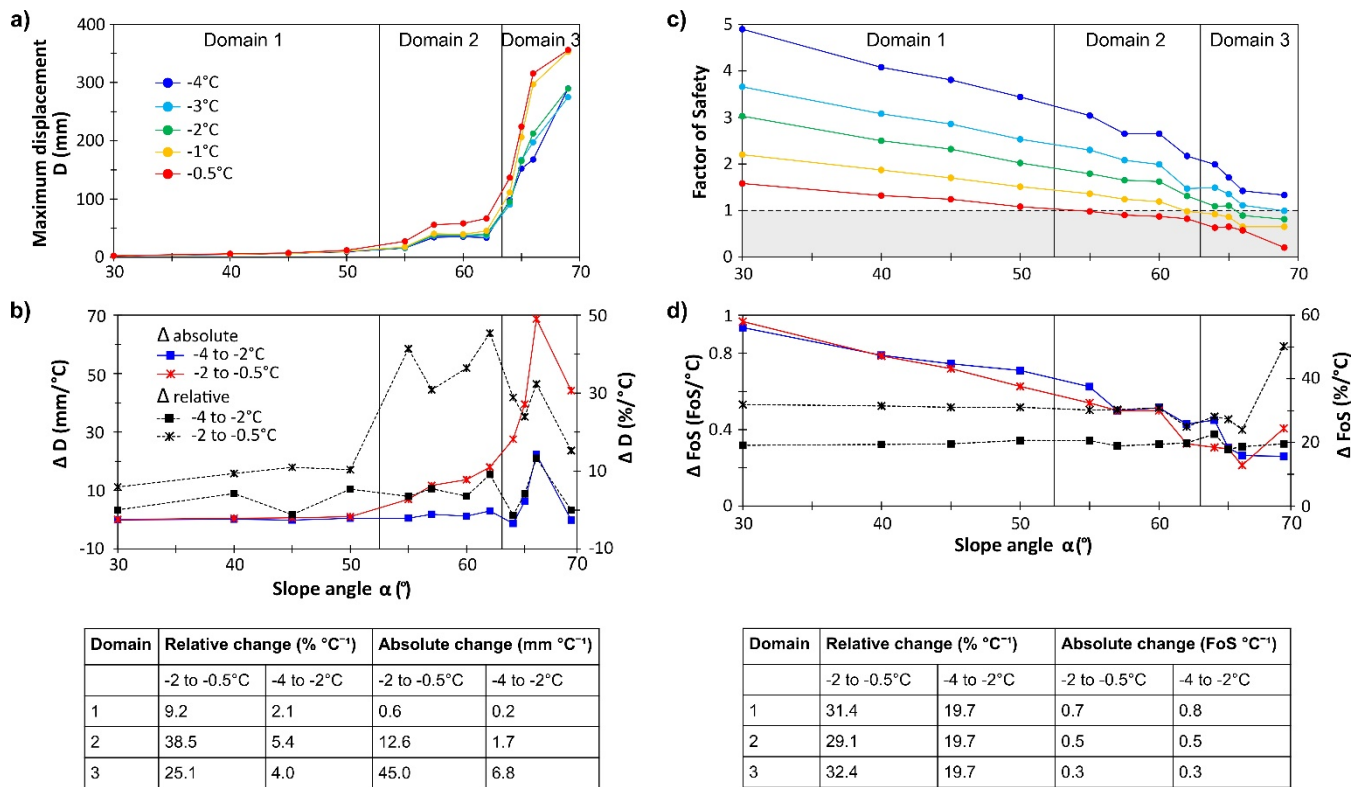 a)
Maximum displacement
D (mm)
400
300
200
100
0
Domain 1
Domain 2
Domain 3
-4°C
-3°C
-2°C
-1°C
-0.5°C
30
40
50
60
70
b)
Δ D (mm/°C)
70
50
30
10
-10
Δ absolute
-4 to -2°C
-2 to -0.5°C
Δ relative
-4 to -2°C
-2 to -0.5°C
50
40
30
20
10
0
-10
Δ D (%/°C)
30
40
50
60
70
Slope angle α (°)
Domain Relative change (% °C⁻¹) Absolute change (mm °C⁻¹)
-2 to -0.5°C -4 to -2°C -2 to -0.5°C -4 to -2°C
1 9.2 2.1 0.6 0.2
2 38.5 5.4 12.6 1.7
3 25.1 4.0 45.0 6.8
c)
Factor of Safety
5
4
3
2
1
0
Domain 1
Domain 2
Domain 3
30
40
50
60
70
d)
Δ FoS (FoS/°C)
1
0.8
0.6
0.4
0.2
0
60
50
40
30
20
10
0
Δ FoS (%/°C)
30
40
50
60
70
Slope angle α (°)
Domain Relative change (% °C⁻¹) Absolute change (FoS °C⁻¹)
-2 to -0.5°C -4 to -2°C -2 to -0.5°C -4 to -2°C
1 31.4 19.7 0.7 0.8
2 29.1 19.7 0.5 0.5
3 32.4 19.7 0.3 0.3